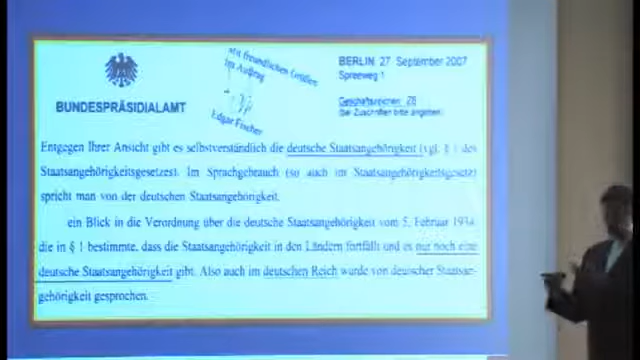 BUNDESPRÄSIDIALAMT
Mit freundlichen Grüßen
Im Auftrag
Edgar Fischer
BERLIN, 27 September 2007
Spreeweg 1
Geschäftszeichen: Z6
(bei Zuschriften bitte angeben)
Entgegen Ihrer Ansicht gibt es selbstverständlich die deutsche Staatsangehörigkeit (vgl. § 1 des
Staatsangehörigkeitsgesetzes). Im Sprachgebrauch (so auch im Staatsangehörigkeitsgesetz)
spricht man von der deutschen Staatsangehörigkeit.
ein Blick in die Verordnung über die deutsche Staatsangehörigkeit vom 5. Februar 1934,
die in § 1 bestimmte, dass die Staatsangehörigkeit in den Ländern fortfällt und es nur noch eine
deutsche Staatsangehörigkeit gibt. Also auch im deutschen Reich wurde von deutscher Staatsan-
gehörigkeit gesprochen.